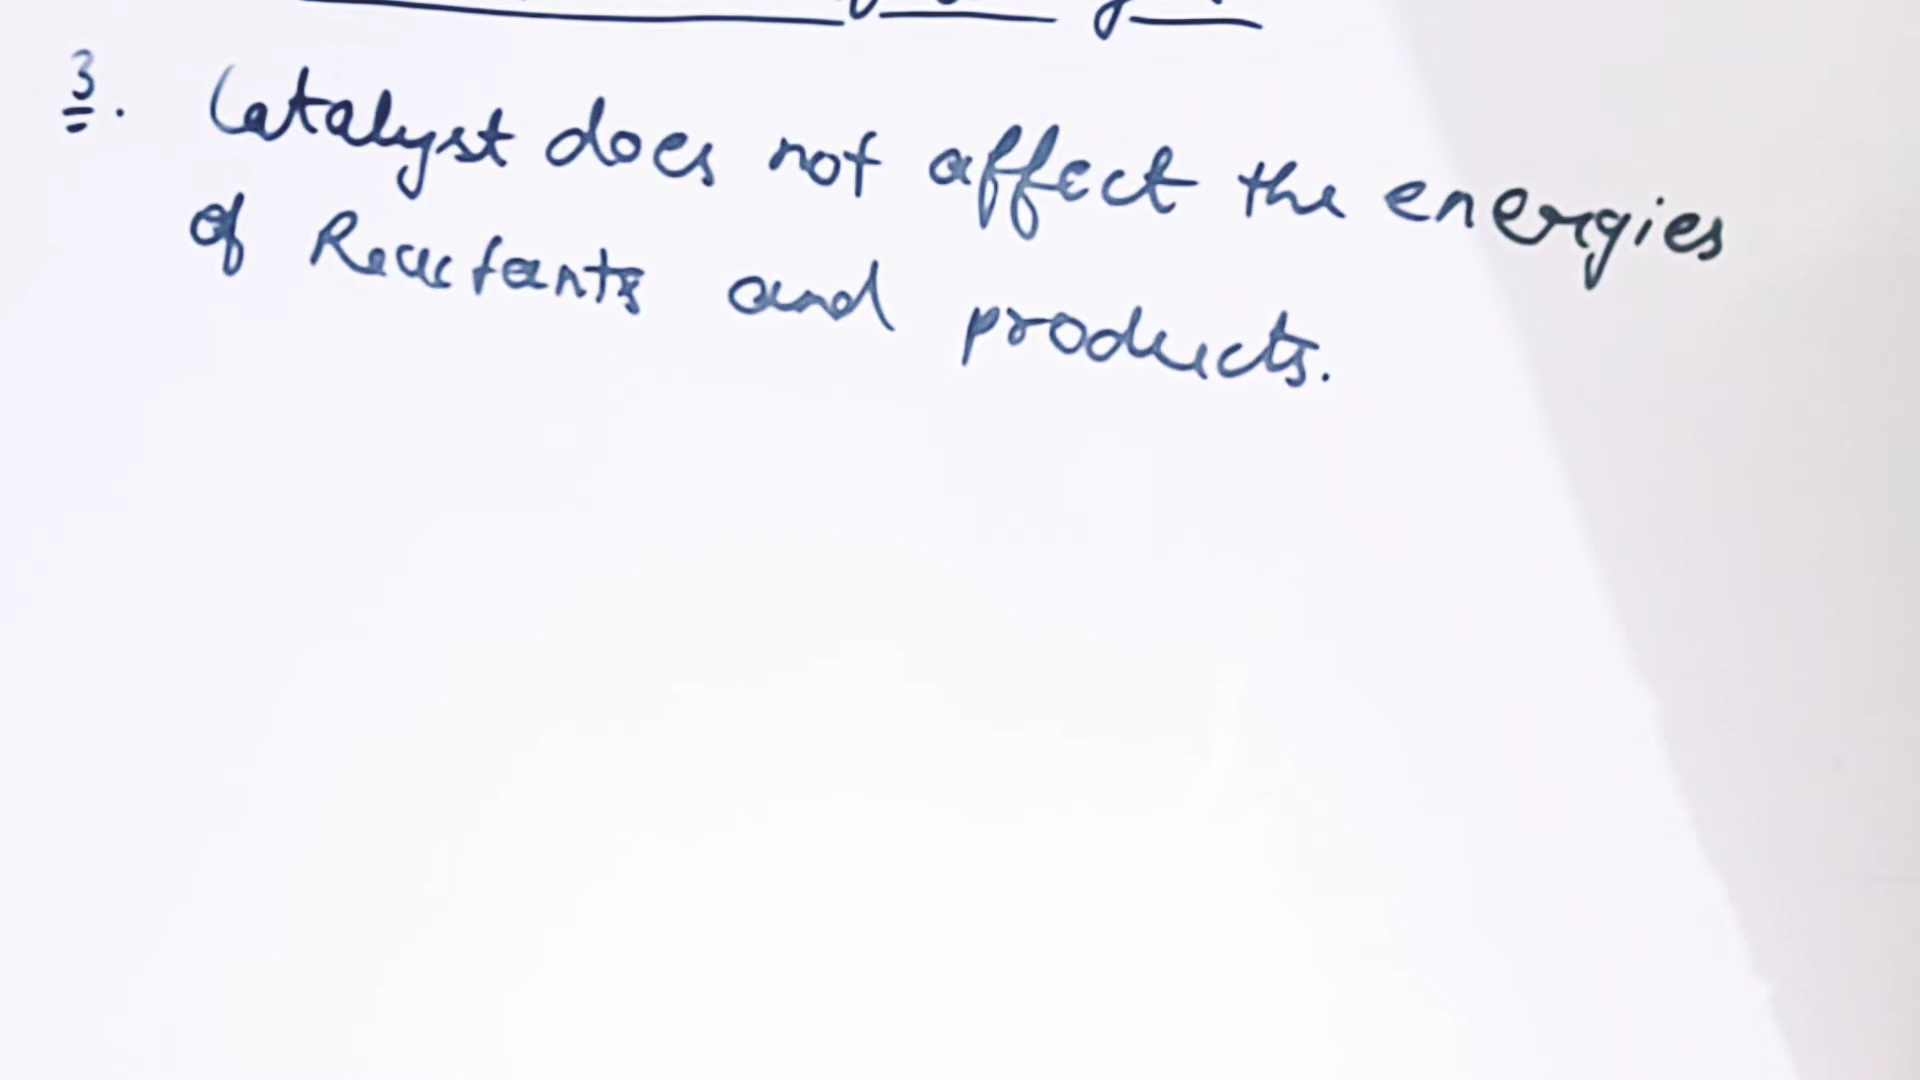 3. Catalyst does not affect the energies
of Reactants and products.